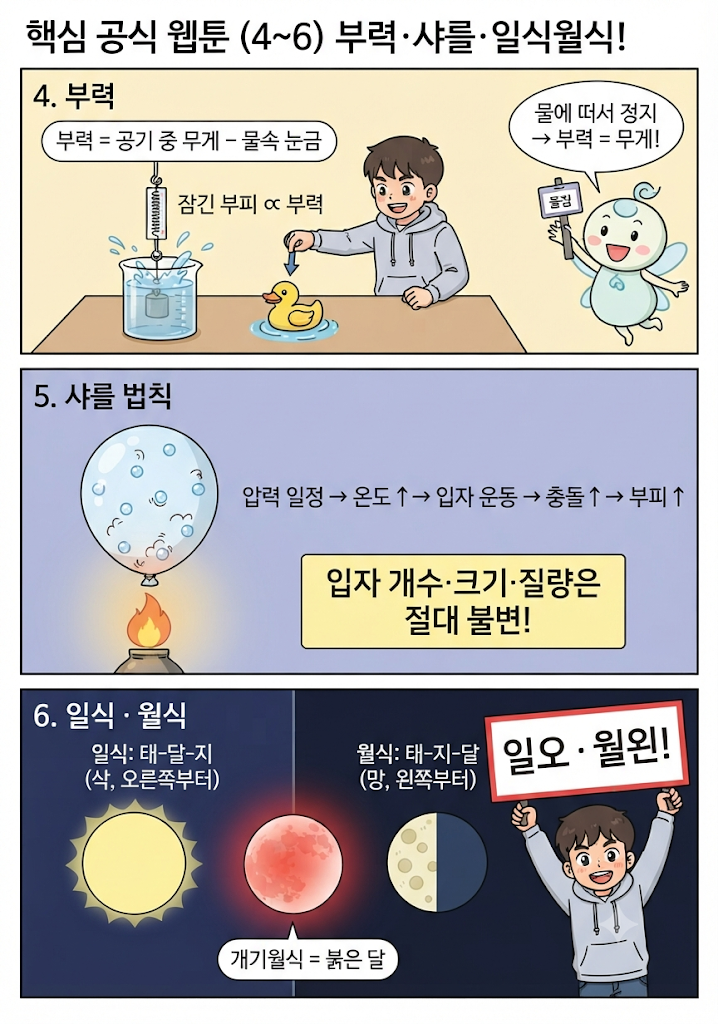 핵심 공식 웹툰 (4~6) 부력·샤를·일식월식!
4. 부력
부력 = 공기 중 무게 − 물속 눈금
잠긴 부피 ∝ 부력
물에 떠서 정지
→ 부력 = 무게!
5. 샤를 법칙
압력 일정 → 온도↑→ 입자 운동 → 충돌↑→ 부피↑
입자 개수·크기·질량은
절대 불변!
6. 일식 · 월식
일식: 태-달-지
(삭, 오른쪽부터)
월식: 태-지-달
(망, 왼쪽부터)
일오 · 월왼!
개기월식 = 붉은 달